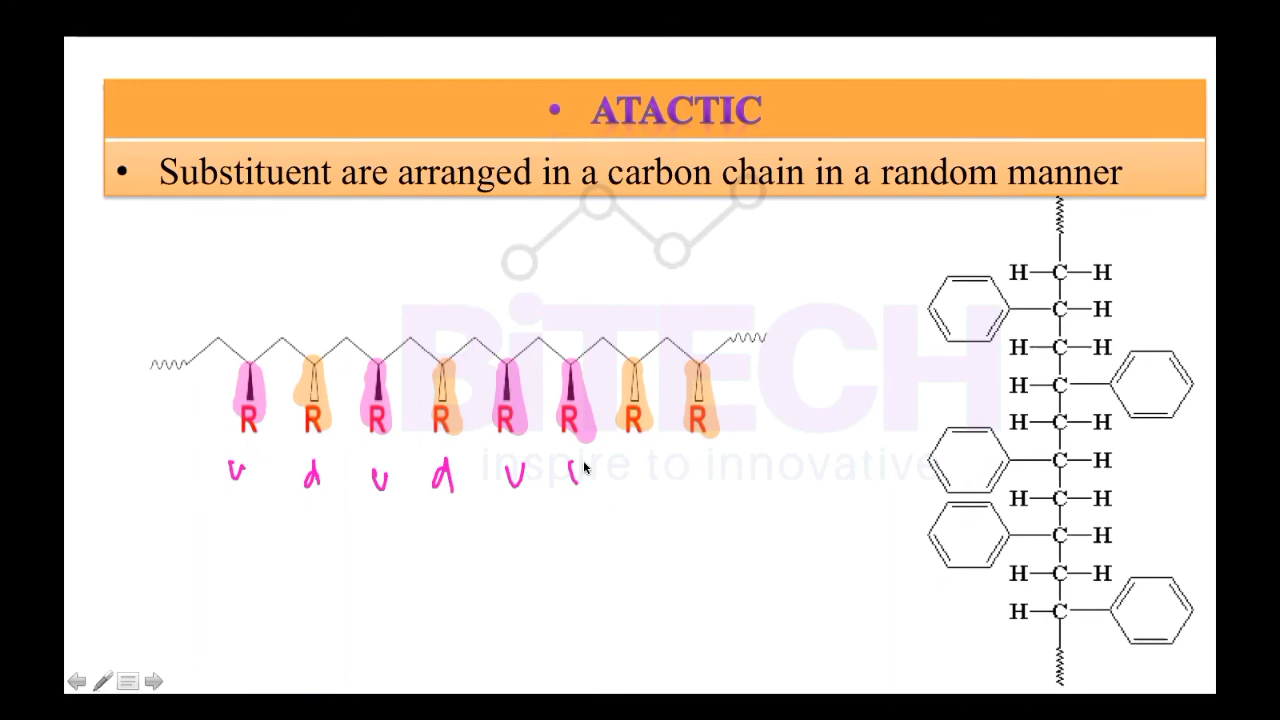 • ATACTIC
• Substituent are arranged in a carbon chain in a random manner
BiTECH
inspire to innovative
R R R R R R R R
u d u d u
H C H
C H
H C H
H C
H C H
C H
H C H
C H
H C H
H C